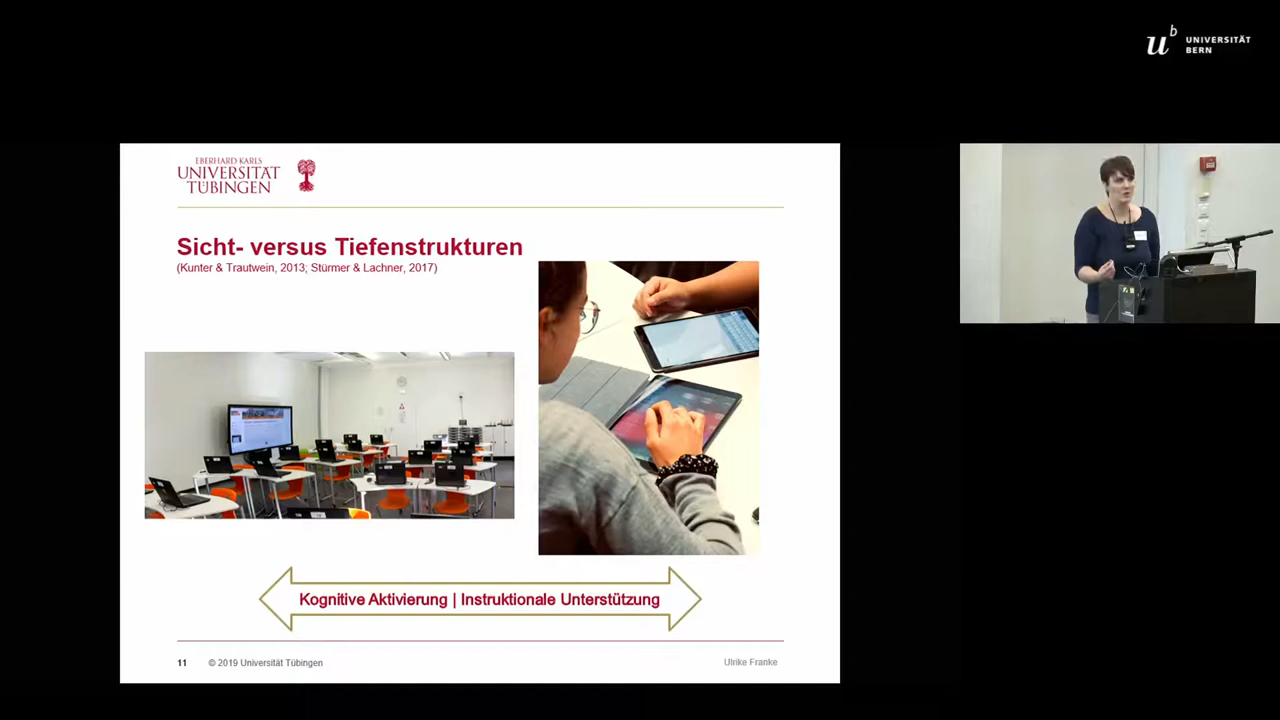 u b UNIVERSITÄT
BERN
EBERHARD KARLS
UNIVERSITÄT
TÜBINGEN
Sicht- versus Tiefenstrukturen
(Kunter & Trautwein, 2013; Stürmer & Lachner, 2017)
Kognitive Aktivierung | Instruktionale Unterstützung
11 © 2019 Universität Tübingen Ulrike Franke